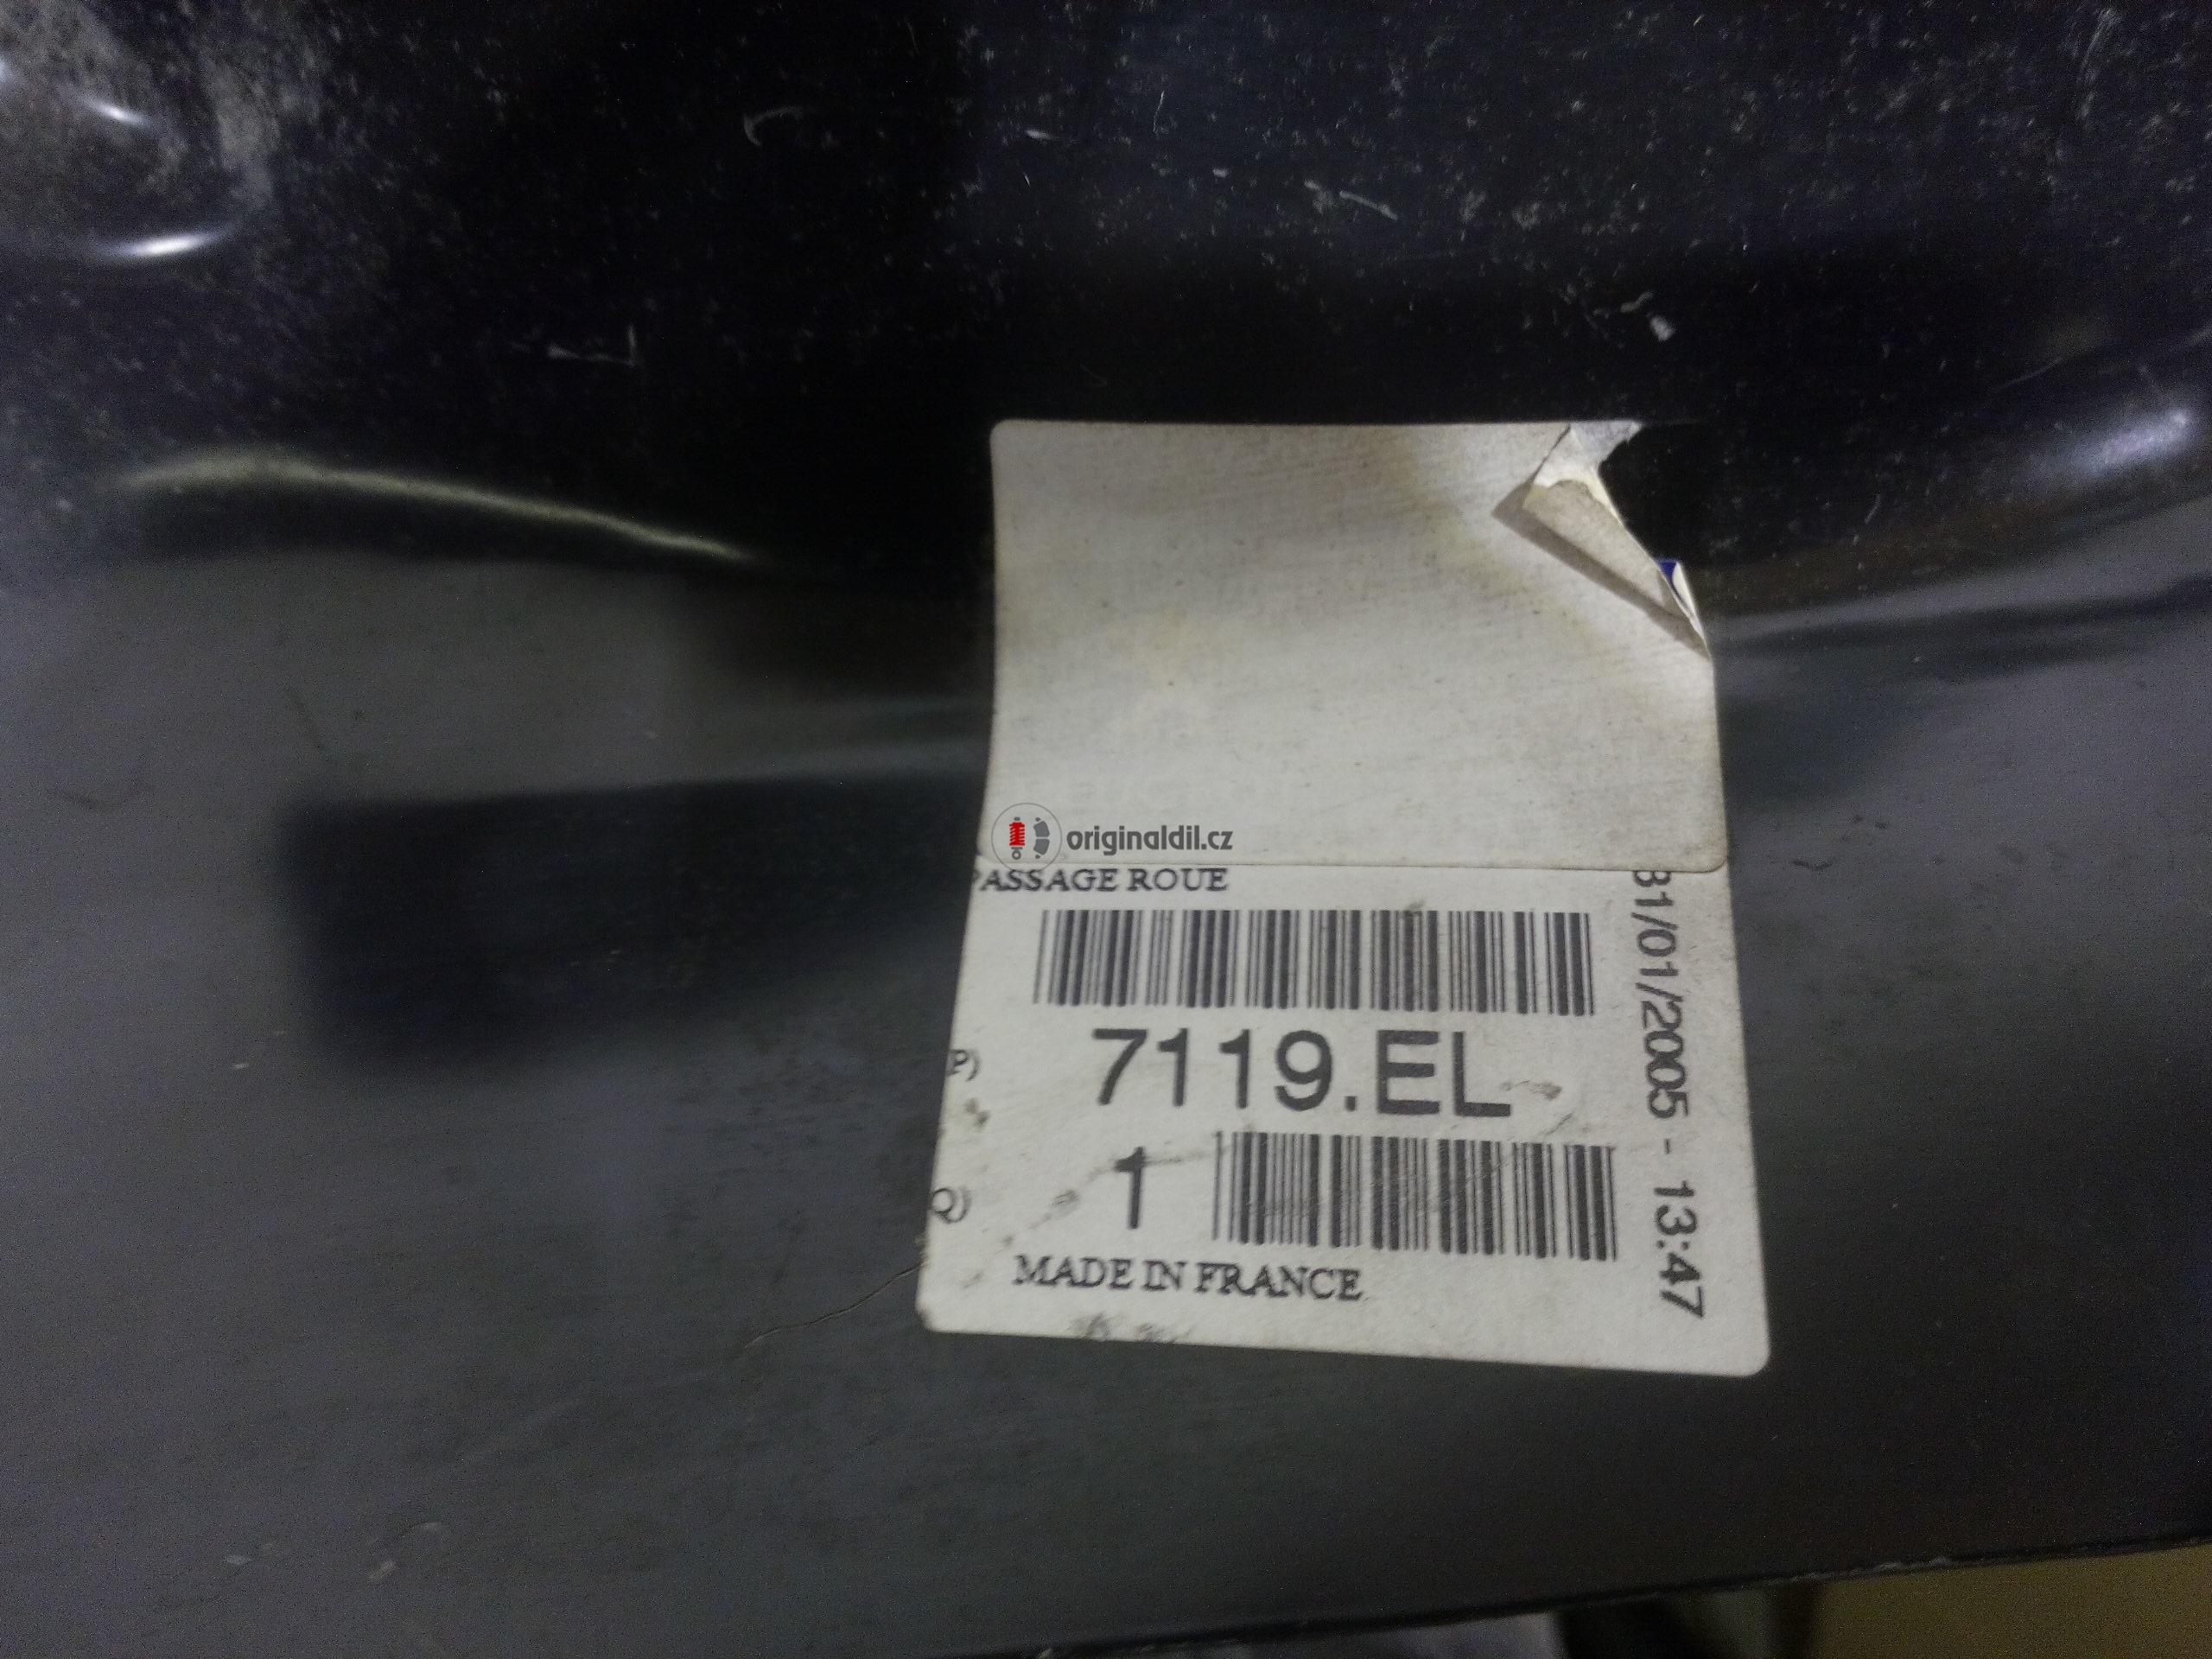 originaldil.cz
PASSAGE ROUE
7119.EL
P)
1
Q)
MADE IN FRANCE
31/01/2005 - 13:47